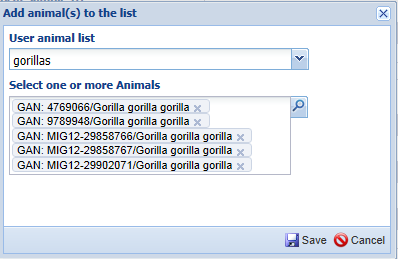 Add animal(s) to the list
User animal list
gorillas
Select one or more Animals
GAN: 4769066/Gorilla gorilla gorilla
GAN: 9789948/Gorilla gorilla gorilla
GAN: MIG12-29858766/Gorilla gorilla gorilla
GAN: MIG12-29858767/Gorilla gorilla gorilla
GAN: MIG12-29902071/Gorilla gorilla gorilla
Save Cancel